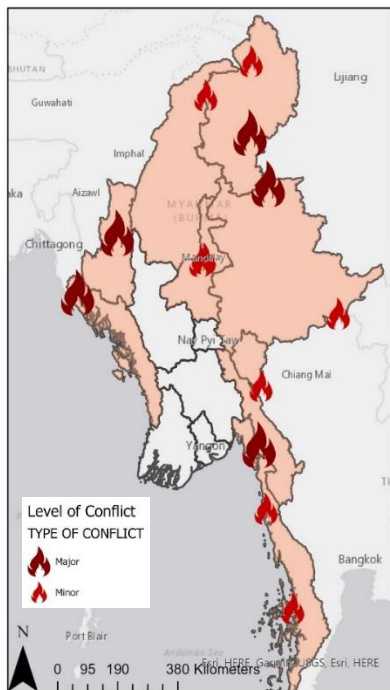 BHUTAN
Lijiang
Guwahati
Imphal
Aizawl
MYANMAR
(BURMA)
Chittagong
Mandalay
Nay Pyi Taw
Chiang Mai
Yangon
Level of Conflict
TYPE OF CONFLICT
Major
Minor
Bangkok
N
Port Blair
Andaman Sea
0 95 190 380 Kilometers
Esri, HERE, Garmin, USGS, Esri, HERE